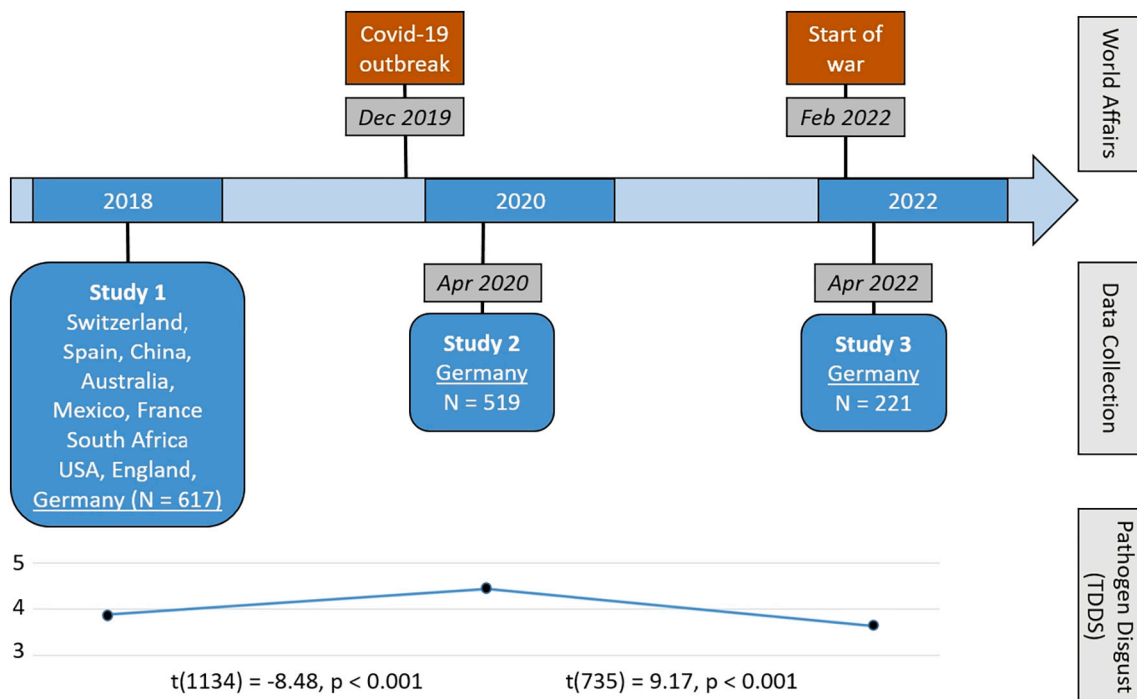 Covid-19
outbreak
Dec 2019
Start of
war
Feb 2022
World Affairs
2018
2020
2022
Study 1
Switzerland,
Spain, China,
Australia,
Mexico, France
South Africa
USA, England,
Germany (N = 617)
Apr 2020
Study 2
Germany
N = 519
Apr 2022
Study 3
Germany
N = 221
Data Collection
5
4
3
t(1134) = -8.48, p < 0.001
t(735) = 9.17, p < 0.001
Pathogen Disgust
(TDDS)